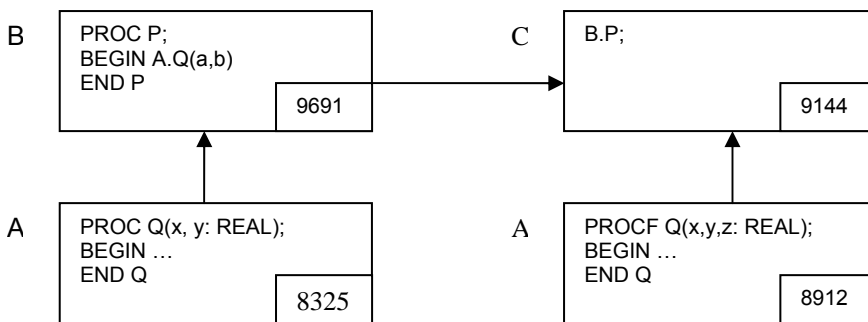 B
PROC P;
BEGIN A.Q(a,b)
END P
9691
C
B.P;
9144
A
PROC Q(x, y: REAL);
BEGIN …
END Q
8325
A
PROCF Q(x,y,z: REAL);
BEGIN …
END Q
8912